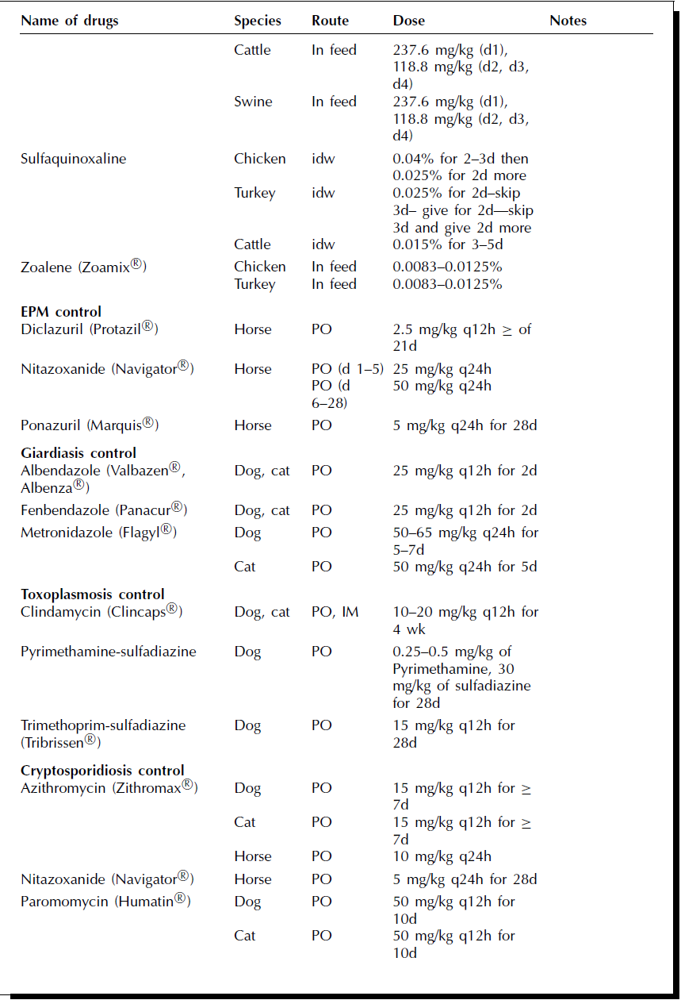 Name of drugs Species Route Dose Notes
Cattle In feed 237.6 mg/kg (d1),
118.8 mg/kg (d2, d3,
d4)
Swine In feed 237.6 mg/kg (d1),
118.8 mg/kg (d2, d3,
d4)
Sulfaquinoxaline Chicken idw 0.04% for 2–3d then
0.025% for 2d more
Turkey idw 0.025% for 2d–skip
3d– give for 2d—skip
3d and give 2d more
Cattle idw 0.015% for 3–5d
Zoalene (Zoamix®) Chicken In feed 0.0083–0.0125%
Turkey In feed 0.0083–0.0125%
EPM control
Diclazuril (Protazil®) Horse PO 2.5 mg/kg q12h ≥ of
21d
Nitazoxanide (Navigator®) Horse PO (d 1–5) 25 mg/kg q24h
PO (d 50 mg/kg q24h
6–28)
Ponazuril (Marquis®) Horse PO 5 mg/kg q24h for 28d
Giardiasis control
Albendazole (Valbazen®, Dog, cat PO 25 mg/kg q12h for 2d
Albenza®)
Fenbendazole (Panacur®) Dog, cat PO 25 mg/kg q12h for 2d
Metronidazole (Flagyl®) Dog PO 50–65 mg/kg q24h for
5–7d
Cat PO 50 mg/kg q24h for 5d
Toxoplasmosis control
Clindamycin (Clincaps®) Dog, cat PO, IM 10–20 mg/kg q12h for
4 wk
Pyrimethamine-sulfadiazine Dog PO 0.25–0.5 mg/kg of
Pyrimethamine, 30
mg/kg of sulfadiazine
for 28d
Trimethoprim-sulfadiazine Dog PO 15 mg/kg q12h for
(Tribrissen®) 28d
Cryptosporidiosis control
Azithromycin (Zithromax®) Dog PO 15 mg/kg q12h for ≥
7d
Cat PO 15 mg/kg q12h for ≥
7d
Horse PO 10 mg/kg q24h
Nitazoxanide (Navigator®) Horse PO 5 mg/kg q24h for 28d
Paromomycin (Humatin®) Dog PO 50 mg/kg q12h for
10d
Cat PO 50 mg/kg q12h for
10d